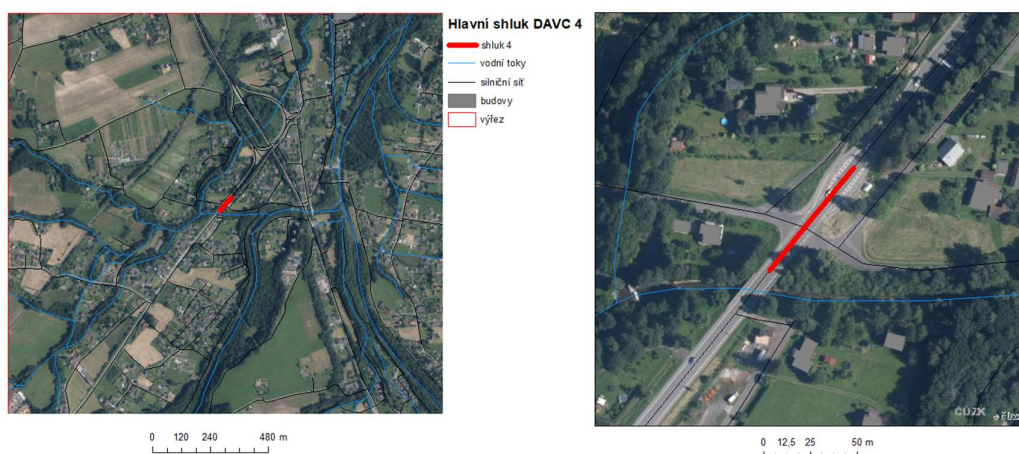 Hlavní shluk DAVC 4
shluk 4
vodní toky
silniční síť
budovy
výřez
0 120 240 480 m
0 12,5 25 50 m
ČÚZK